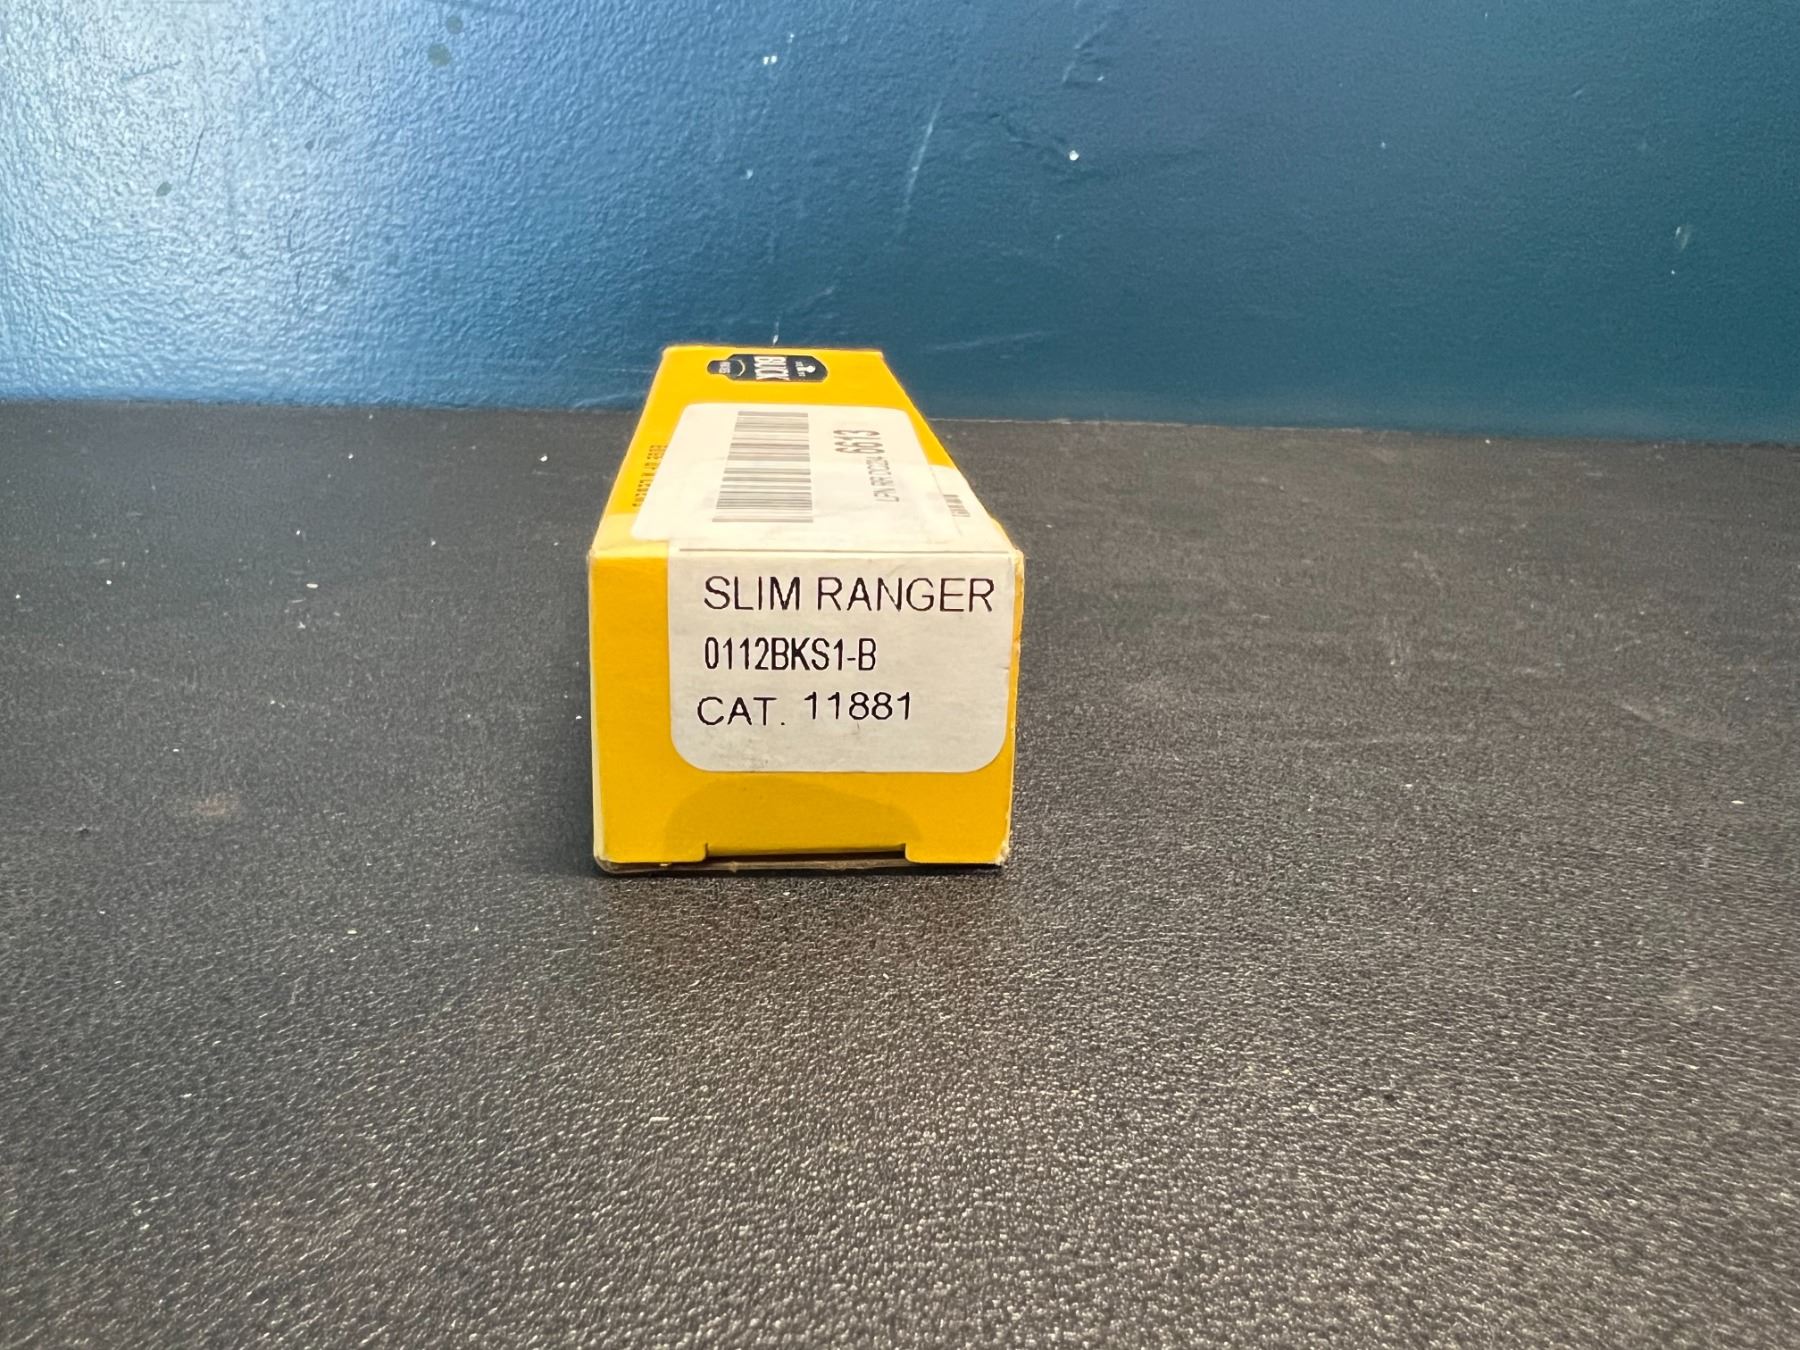 BUCK
6613
SLIM RANGER
0112BKS1-B
CAT. 11881